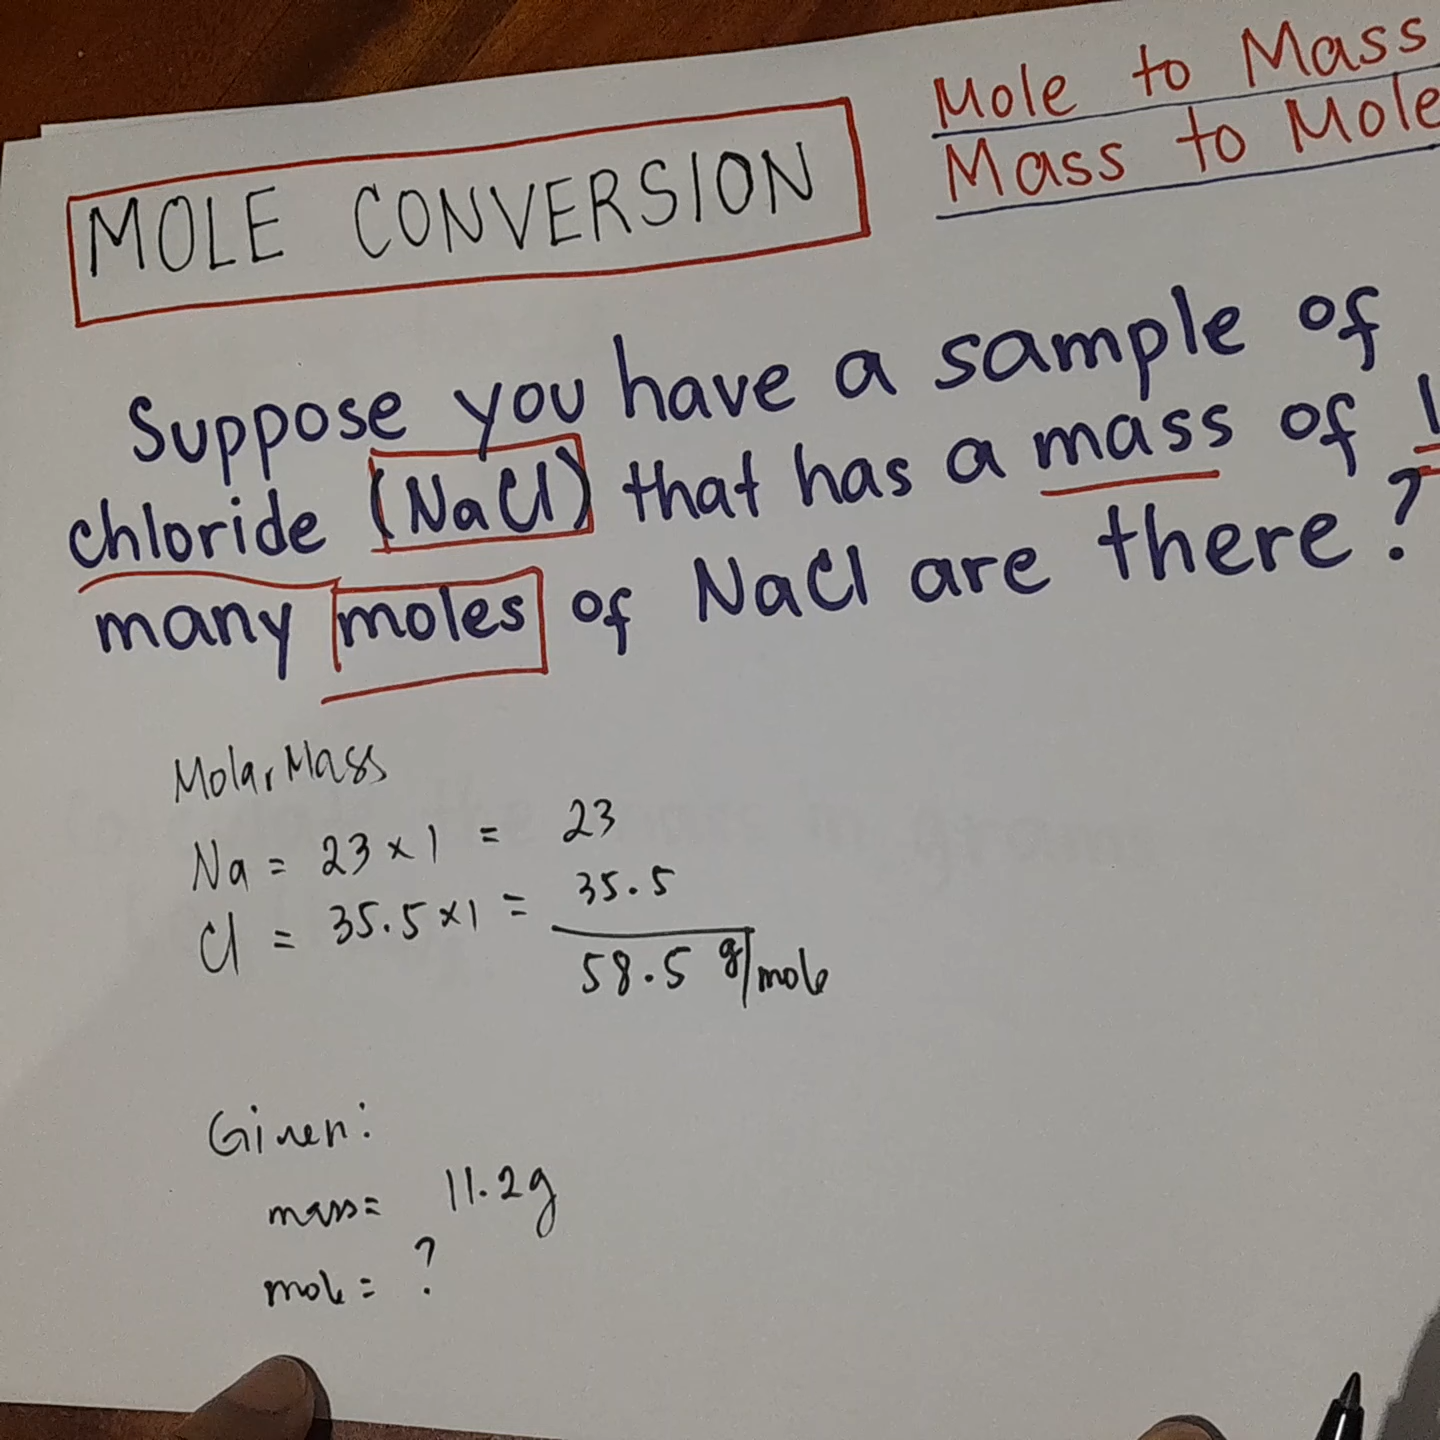 Mole to Mass
Mass to Mole
MOLE CONVERSION
Suppose you have a sample of
chloride (NaCl) that has a mass of
many moles of NaCl are there?
Molar Mass
Na = 23 x 1 = 23
Cl = 35.5 x 1 = 35.5
58.5 g/mole
Given:
mass = 11.2g
mole = ?